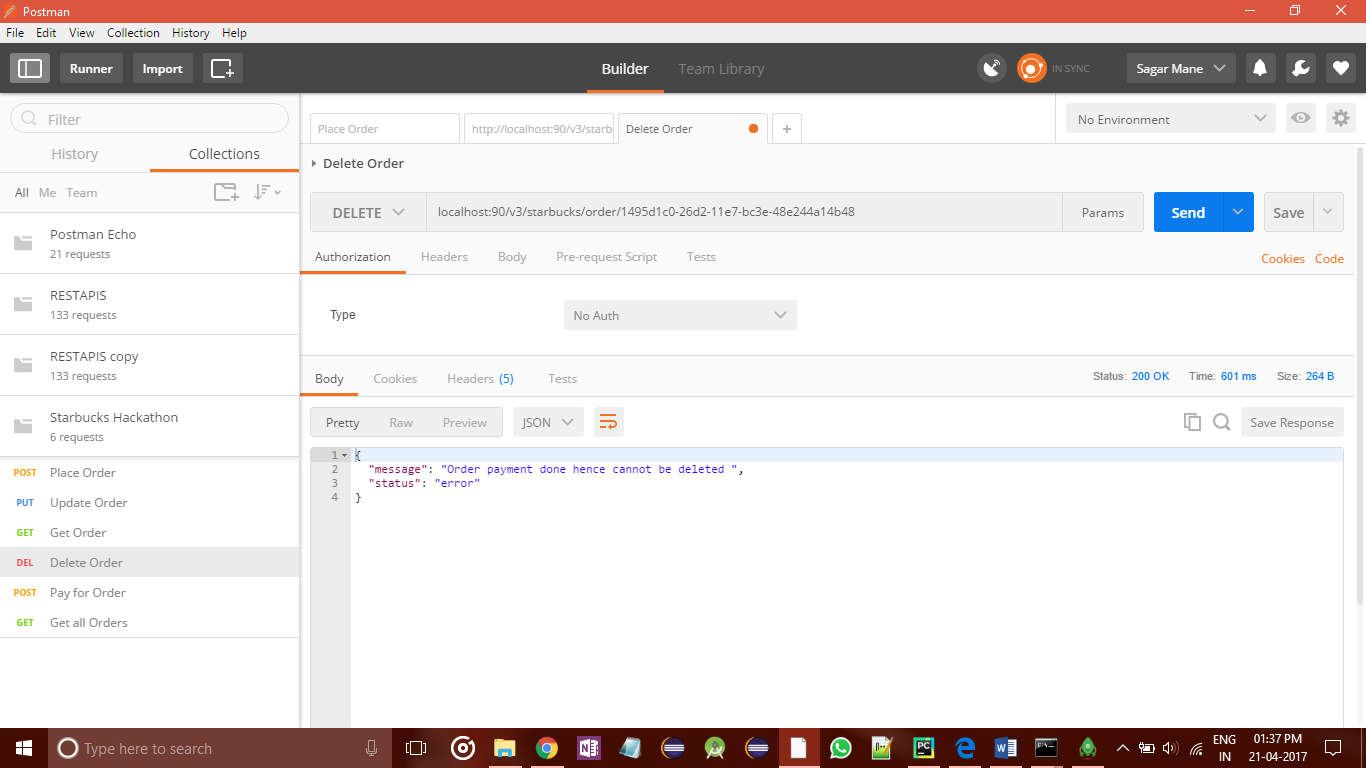 Postman
File Edit View Collection History Help
Runner Import Builder Team Library IN SYNC Sagar Mane
Filter
History Collections
All Me Team
Postman Echo
21 requests
RESTAPIS
133 requests
RESTAPIS copy
133 requests
Starbucks Hackathon
6 requests
POST Place Order
PUT Update Order
GET Get Order
DEL Delete Order
POST Pay for Order
GET Get all Orders
Place Order http://localhost:90/v3/starb Delete Order + No Environment
Delete Order
DELETE localhost:90/v3/starbucks/order/1495d1c0-26d2-11e7-bc3e-48e244a14b48 Params Send Save
Authorization Headers Body Pre-request Script Tests Cookies Code
Type No Auth
Body Cookies Headers (5) Tests Status: 200 OK Time: 601 ms Size: 264 B
Pretty Raw Preview JSON Save Response
1 {
2 "message": "Order payment done hence cannot be deleted ",
3 "status": "error"
4 }
Type here to search ENG 01:37 PM
IN 21-04-2017